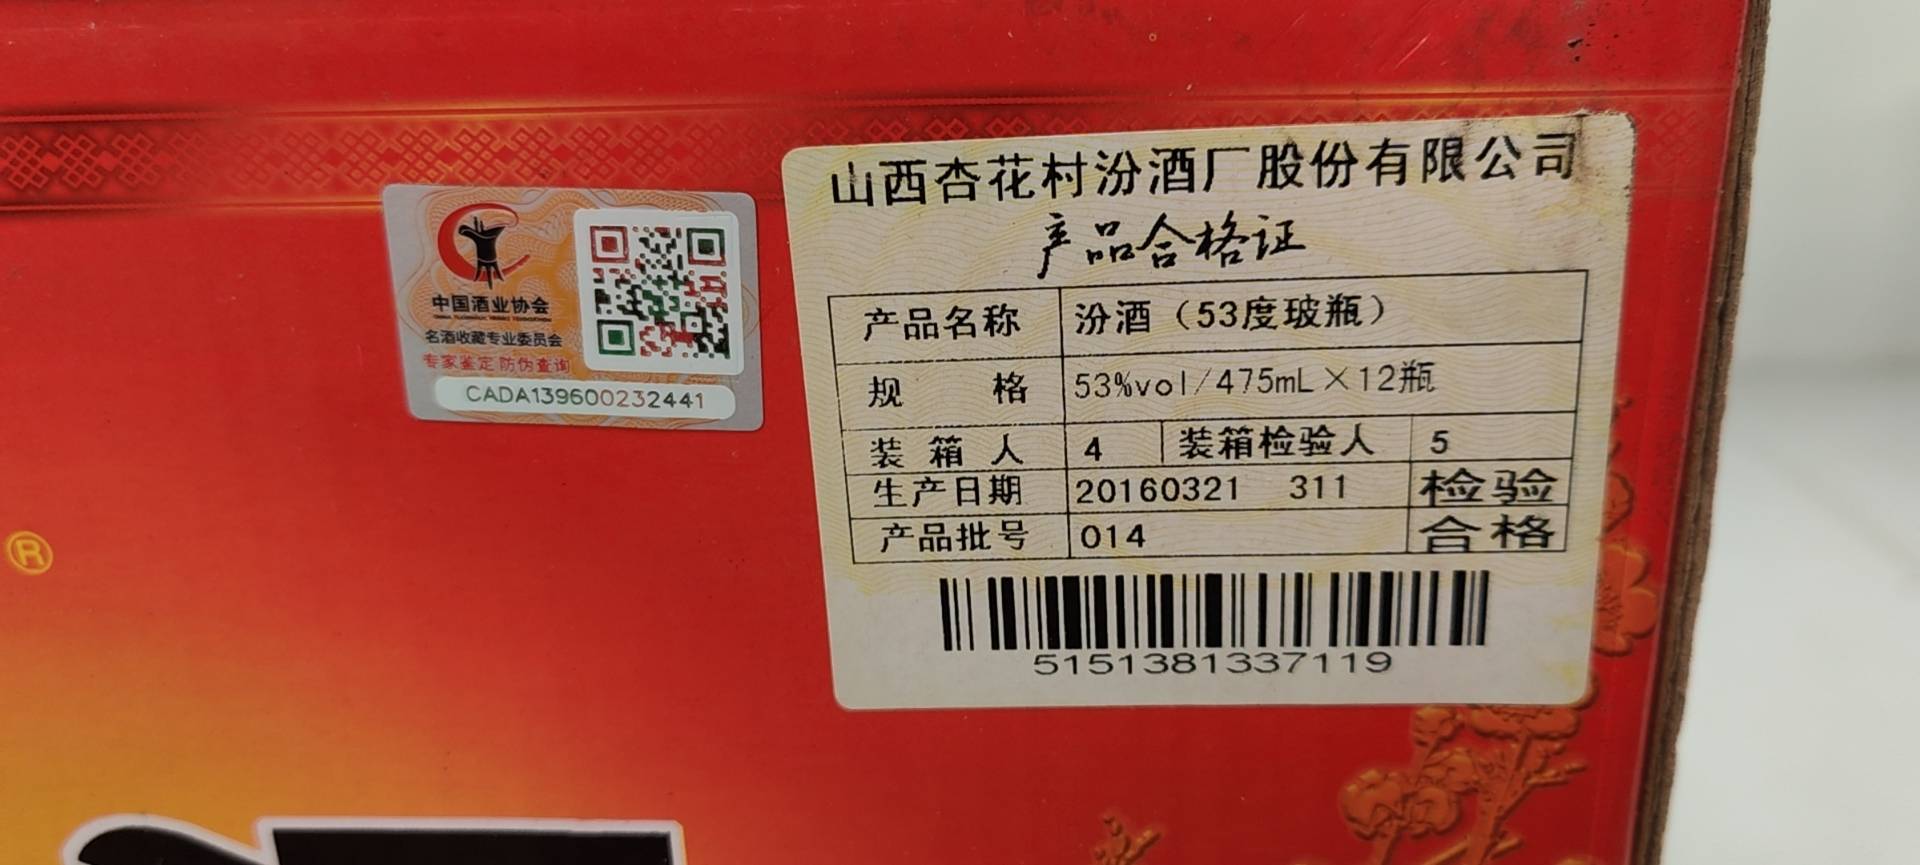 山西杏花村汾酒厂股份有限公司
产品合格证
产品名称 汾酒（53度玻瓶）
规 格 53%vol/475mL×12瓶
装 箱 人 4 装箱检验人 5
生产日期 20160321 311 检验
产品批号 014 合格
5151381337119
中国酒业协会
名酒收藏专业委员会
专家鉴定 防伪查询
CADA139600232441
®